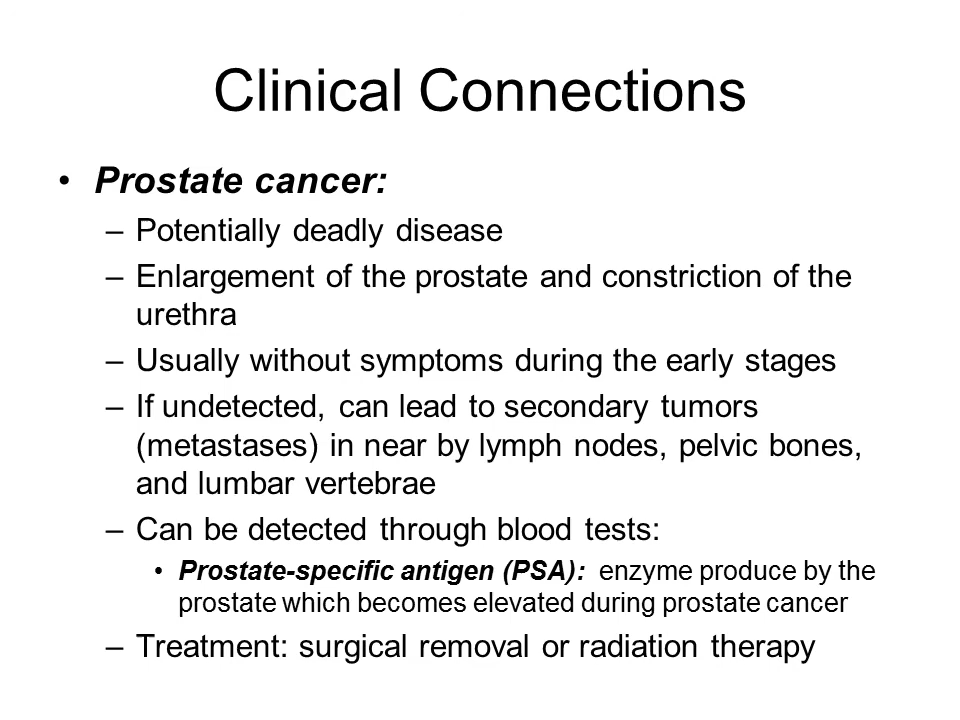 Clinical Connections
• Prostate cancer:
– Potentially deadly disease
– Enlargement of the prostate and constriction of the
urethra
– Usually without symptoms during the early stages
– If undetected, can lead to secondary tumors
(metastases) in near by lymph nodes, pelvic bones,
and lumbar vertebrae
– Can be detected through blood tests:
• Prostate-specific antigen (PSA):  enzyme produce by the
prostate which becomes elevated during prostate cancer
– Treatment: surgical removal or radiation therapy